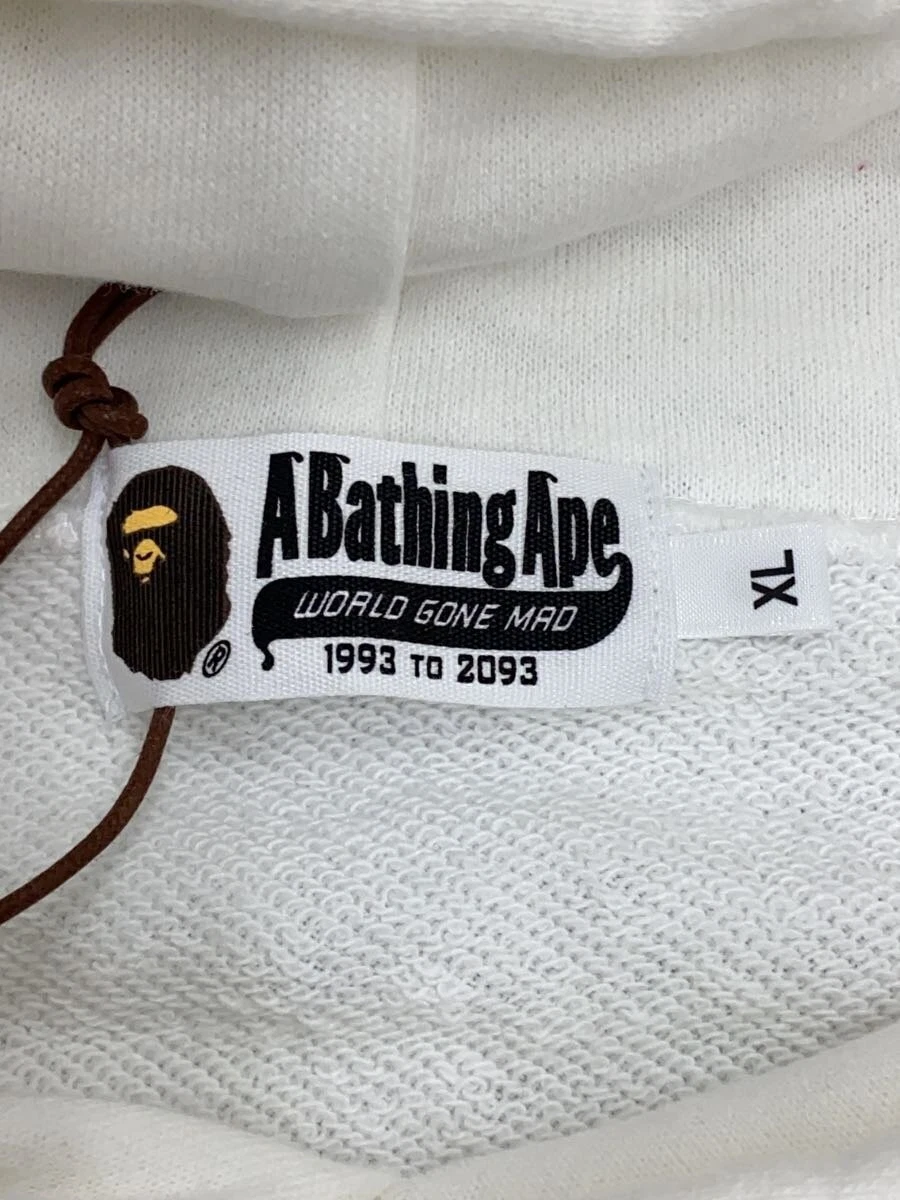 A Bathing Ape
WORLD GONE MAD
1993 TO 2093
®
XL